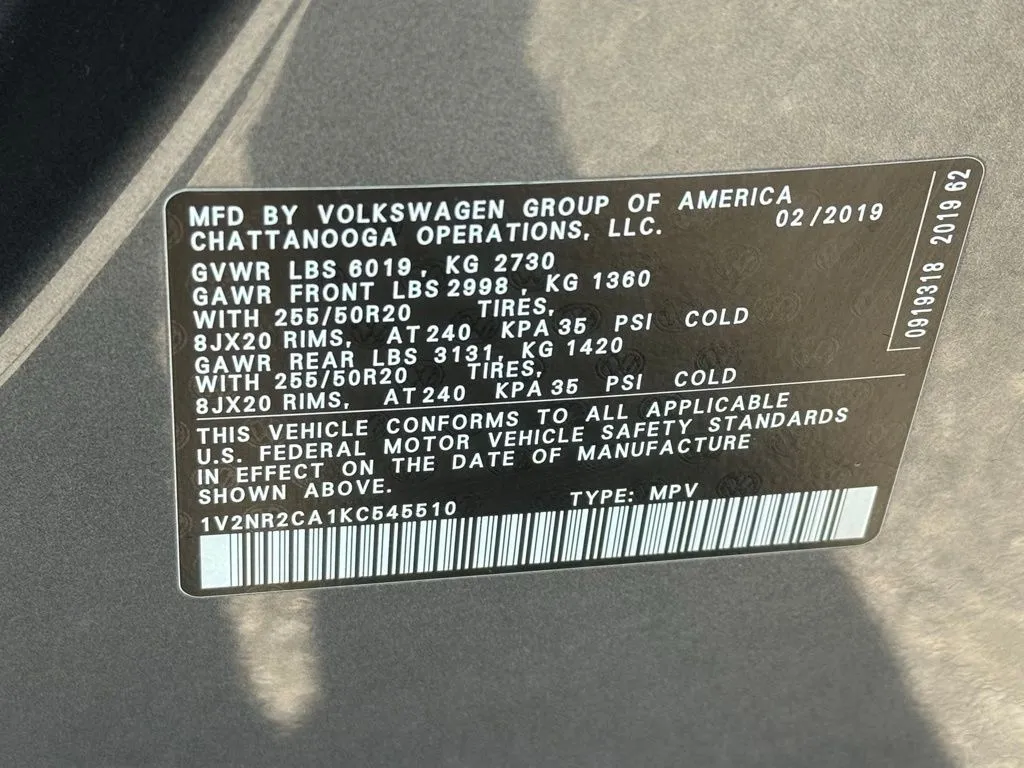 MFD BY VOLKSWAGEN GROUP OF AMERICA
CHATTANOOGA OPERATIONS, LLC. 02/2019
GVWR LBS 6019, KG 2730
GAWR FRONT LBS 2998, KG 1360
WITH 255/50R20 TIRES,
8JX20 RIMS, AT 240 KPA 35 PSI COLD
GAWR REAR LBS 3131, KG 1420
WITH 255/50R20 TIRES,
8JX20 RIMS, AT 240 KPA 35 PSI COLD
THIS VEHICLE CONFORMS TO ALL APPLICABLE
U.S. FEDERAL MOTOR VEHICLE SAFETY STANDARDS
IN EFFECT ON THE DATE OF MANUFACTURE
SHOWN ABOVE.
1V2NR2CA1KC545510 TYPE: MPV
0919318 2019 62